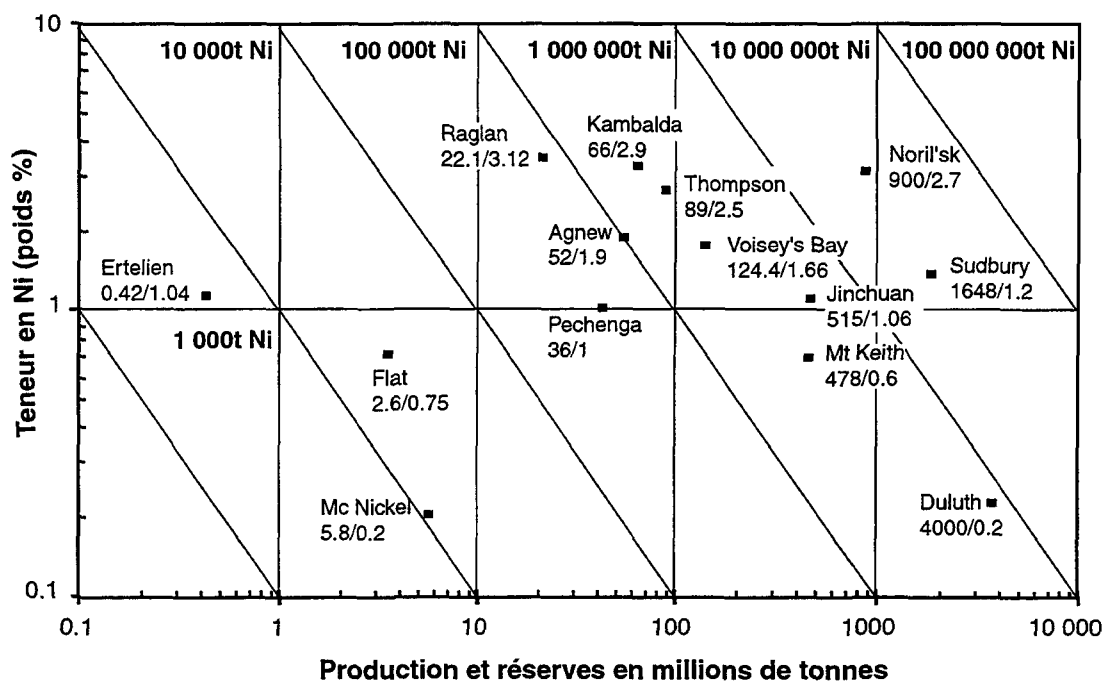 Teneur en Ni (poids %)
10
1
0.1
10 000t Ni
100 000t Ni
1 000 000t Ni
10 000 000t Ni
100 000 000t Ni
Raglan
22.1/3.12
Kambalda
66/2.9
Thompson
89/2.5
Noril'sk
900/2.7
Agnew
52/1.9
Voisey's Bay
124.4/1.66
Ertelien
0.42/1.04
Sudbury
1648/1.2
Jinchuan
515/1.06
1 000t Ni
Pechenga
36/1
Mt Keith
478/0.6
Flat
2.6/0.75
Mc Nickel
5.8/0.2
Duluth
4000/0.2
0.1 1 10 100 1000 10 000
Production et réserves en millions de tonnes